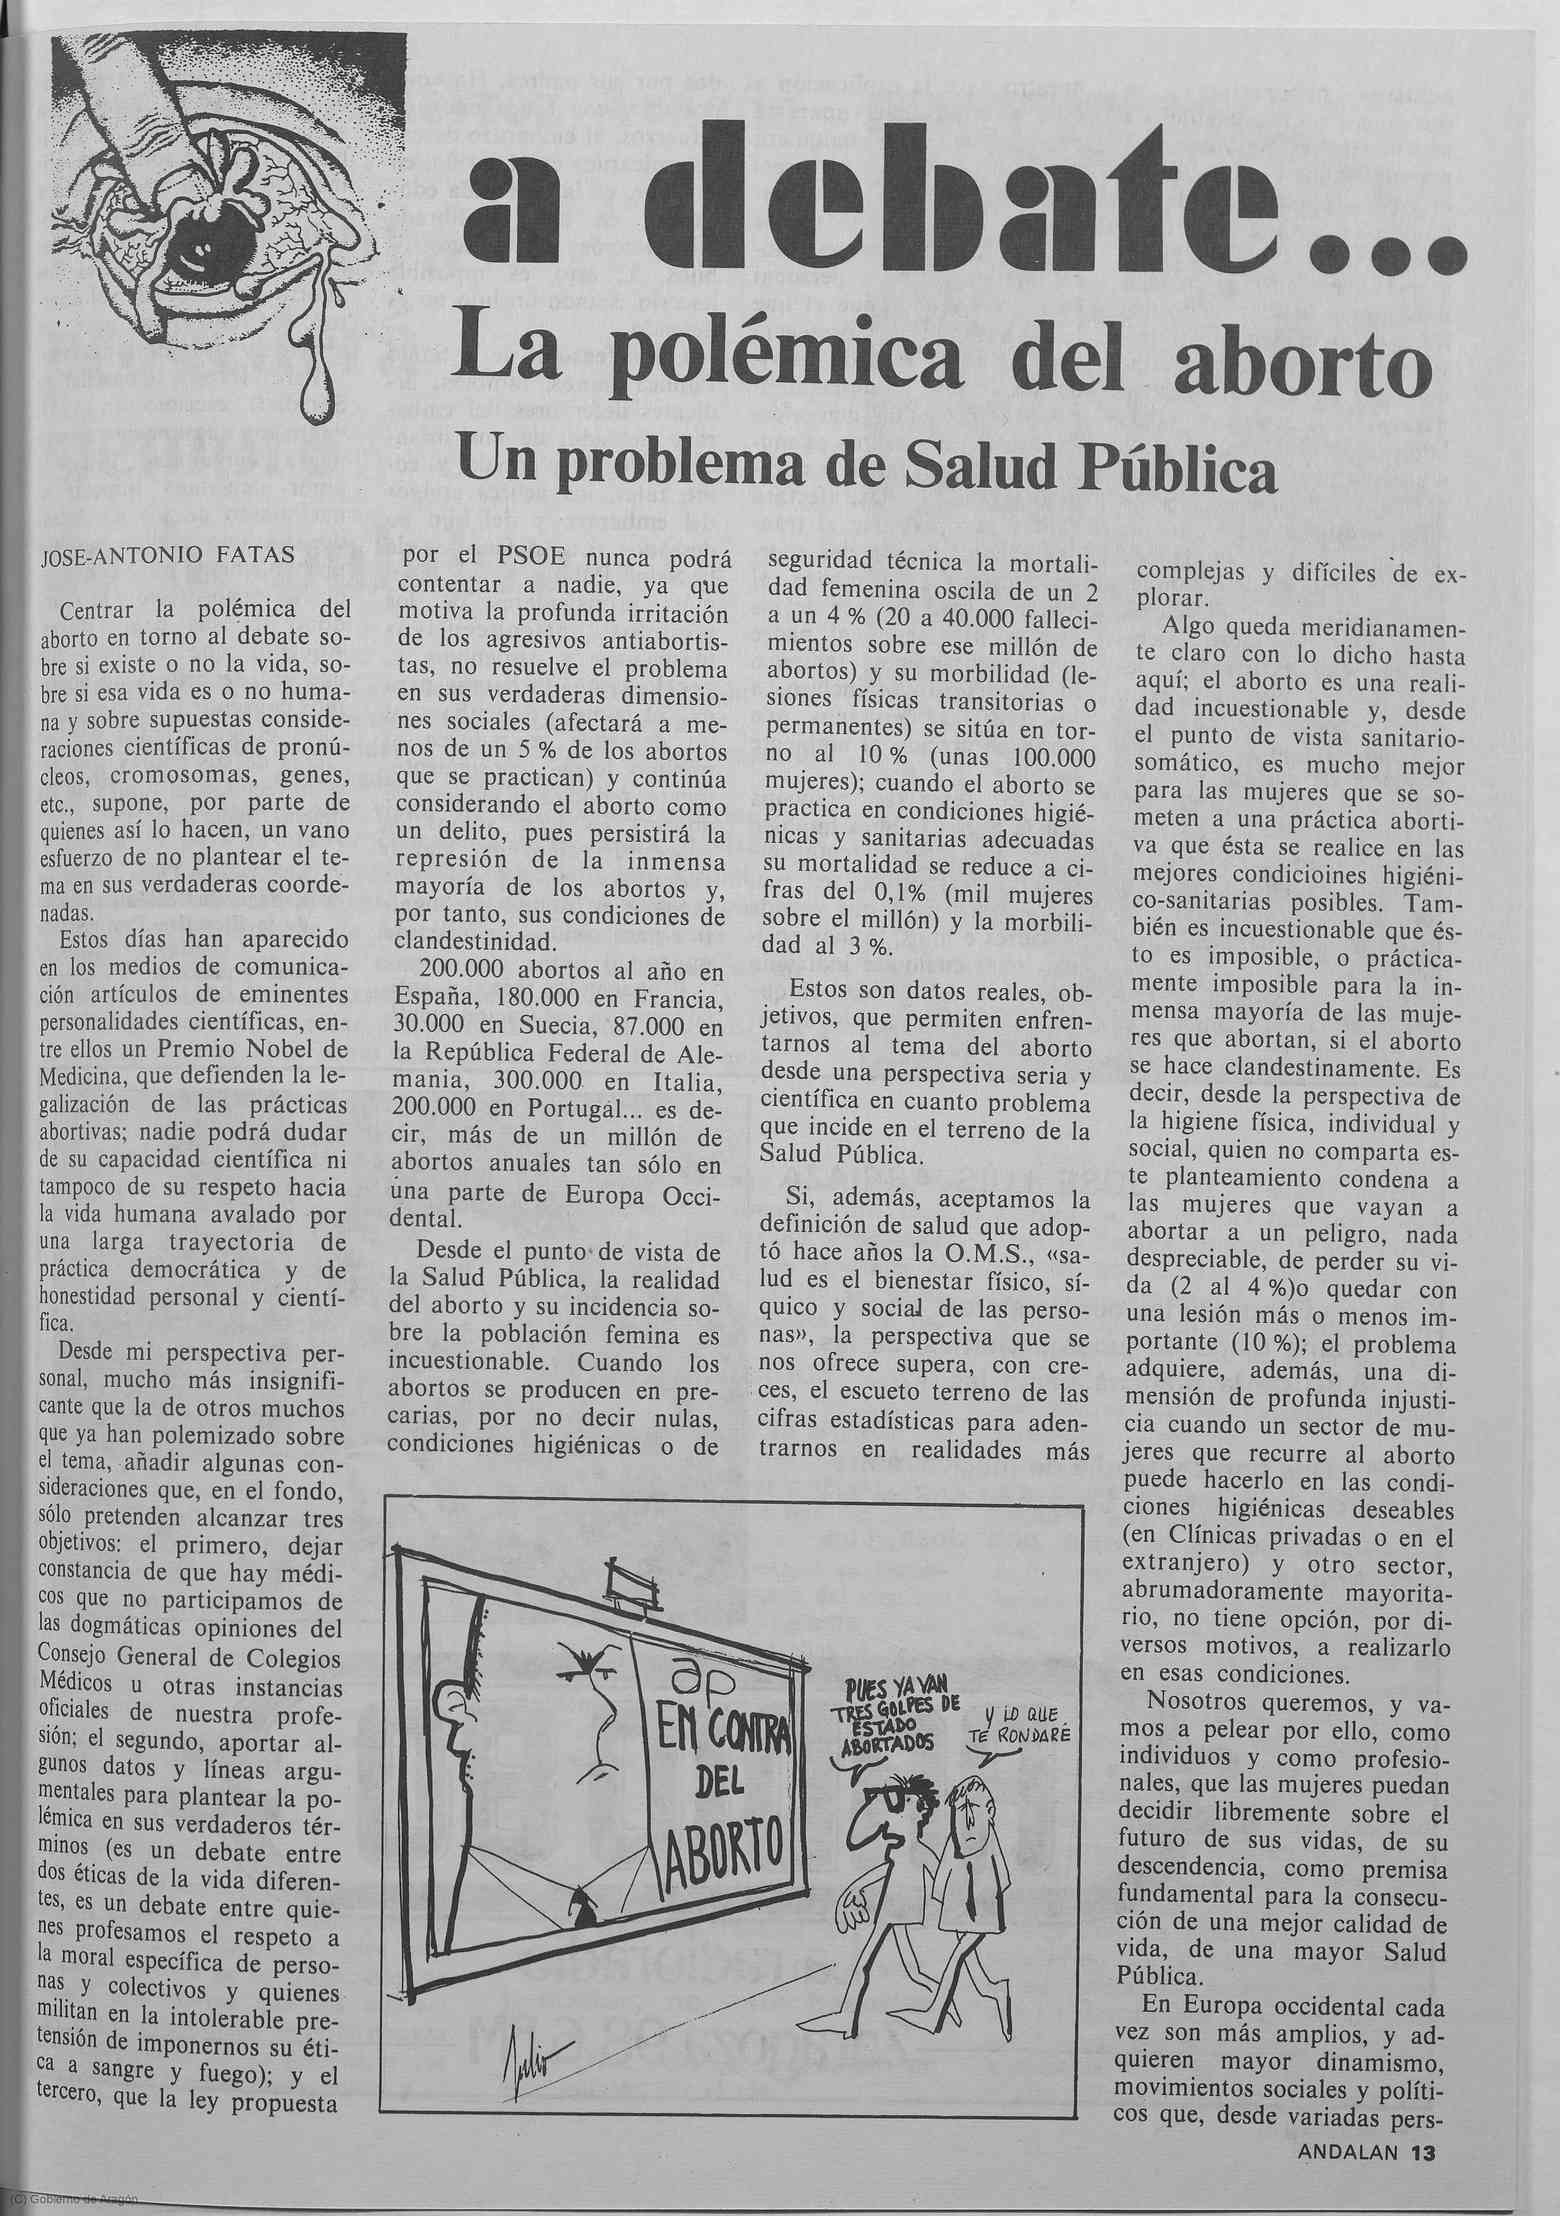 a debate...
La polémica del aborto
Un problema de Salud Pública
JOSE-ANTONIO FATAS
Centrar la polémica del
aborto en torno al debate so-
bre si existe o no la vida, so-
bre si esa vida es o no huma-
na y sobre supuestas conside-
raciones científicas de pronú-
cleos, cromosomas, genes,
etc., supone, por parte de
quienes así lo hacen, un vano
esfuerzo de no plantear el te-
ma en sus verdaderas coorde-
nadas.
Estos días han aparecido
en los medios de comunica-
ción artículos de eminentes
personalidades científicas, en-
tre ellos un Premio Nobel de
Medicina, que defienden la le-
galización de las prácticas
abortivas; nadie podrá dudar
de su capacidad científica ni
tampoco de su respeto hacia
la vida humana avalado por
una larga trayectoria de
práctica democrática y de
honestidad personal y cientí-
fica.
Desde mi perspectiva per-
sonal, mucho más insignifi-
cante que la de otros muchos
que ya han polemizado sobre
el tema, añadir algunas con-
sideraciones que, en el fondo,
sólo pretenden alcanzar tres
objetivos: el primero, dejar
constancia de que hay médi-
cos que no participamos de
las dogmáticas opiniones del
Consejo General de Colegios
Médicos u otras instancias
oficiales de nuestra profe-
sión; el segundo, aportar al-
gunos datos y líneas argu-
mentales para plantear la po-
lémica en sus verdaderos tér-
minos (es un debate entre
dos éticas de la vida diferen-
tes, es un debate entre quie-
nes profesamos el respeto a
la moral específica de perso-
nas y colectivos y quienes
militan en la intolerable pre-
tensión de imponernos su éti-
ca a sangre y fuego); y el
tercero, que la ley propuesta
por el PSOE nunca podrá
contentar a nadie, ya que
motiva la profunda irritación
de los agresivos antiabortis-
tas, no resuelve el problema
en sus verdaderas dimensio-
nes sociales (afectará a me-
nos de un 5 % de los abortos
que se practican) y continúa
considerando el aborto como
un delito, pues persistirá la
represión de la inmensa
mayoría de los abortos y,
por tanto, sus condiciones de
clandestinidad.
200.000 abortos al año en
España, 180.000 en Francia,
30.000 en Suecia, 87.000 en
la República Federal de Ale-
mania, 300.000 en Italia,
200.000 en Portugal... es de-
cir, más de un millón de
abortos anuales tan sólo en
una parte de Europa Occi-
dental.
Desde el punto de vista de
la Salud Pública, la realidad
del aborto y su incidencia so-
bre la población femina es
incuestionable. Cuando los
abortos se producen en pre-
carias, por no decir nulas,
condiciones higiénicas o de
seguridad técnica la mortali-
dad femenina oscila de un 2
a un 4 % (20 a 40.000 falleci-
mientos sobre ese millón de
abortos) y su morbilidad (le-
siones físicas transitorias o
permanentes) se sitúa en tor-
no al 10 % (unas 100.000
mujeres); cuando el aborto se
practica en condiciones higié-
nicas y sanitarias adecuadas
su mortalidad se reduce a ci-
fras del 0,1% (mil mujeres
sobre el millón) y la morbili-
dad al 3 %.
Estos son datos reales, ob-
jetivos, que permiten enfren-
tarnos al tema del aborto
desde una perspectiva seria y
científica en cuanto problema
que incide en el terreno de la
Salud Pública.
Si, además, aceptamos la
definición de salud que adop-
tó hace años la O.M.S., «sa-
lud es el bienestar físico, sí-
quico y social de las perso-
nas», la perspectiva que se
nos ofrece supera, con cre-
ces, el escueto terreno de las
cifras estadísticas para aden-
trarnos en realidades más
complejas y difíciles de ex-
plorar.
Algo queda meridianamen-
te claro con lo dicho hasta
aquí; el aborto es una reali-
dad incuestionable y, desde
el punto de vista sanitario-
somático, es mucho mejor
para las mujeres que se so-
meten a una práctica aborti-
va que ésta se realice en las
mejores condicioines higiéni-
co-sanitarias posibles. Tam-
bién es incuestionable que és-
to es imposible, o práctica-
mente imposible para la in-
mensa mayoría de las muje-
res que abortan, si el aborto
se hace clandestinamente. Es
decir, desde la perspectiva de
la higiene física, individual y
social, quien no comparta es-
te planteamiento condena a
las mujeres que vayan a
abortar a un peligro, nada
despreciable, de perder su vi-
da (2 al 4 %)o quedar con
una lesión más o menos im-
portante (10 %); el problema
adquiere, además, una di-
mensión de profunda injusti-
cia cuando un sector de mu-
jeres que recurre al aborto
puede hacerlo en las condi-
ciones higiénicas deseables
(en Clínicas privadas o en el
extranjero) y otro sector,
abrumadoramente mayorita-
rio, no tiene opción, por di-
versos motivos, a realizarlo
en esas condiciones.
Nosotros queremos, y va-
mos a pelear por ello, como
individuos y como profesio-
nales, que las mujeres puedan
decidir libremente sobre el
futuro de sus vidas, de su
descendencia, como premisa
fundamental para la consecu-
ción de una mejor calidad de
vida, de una mayor Salud
Pública.
En Europa occidental cada
vez son más amplios, y ad-
quieren mayor dinamismo,
movimientos sociales y políti-
cos que, desde variadas pers-
ap
EN CONTRA
DEL
ABORTO
PUES YA VAN
TRES GOLPES DE
ESTADO
ABORTADOS
Y LO QUE
TE RONDARÉ
Julio
ANDALAN 13
(C) Gobierno de Aragón